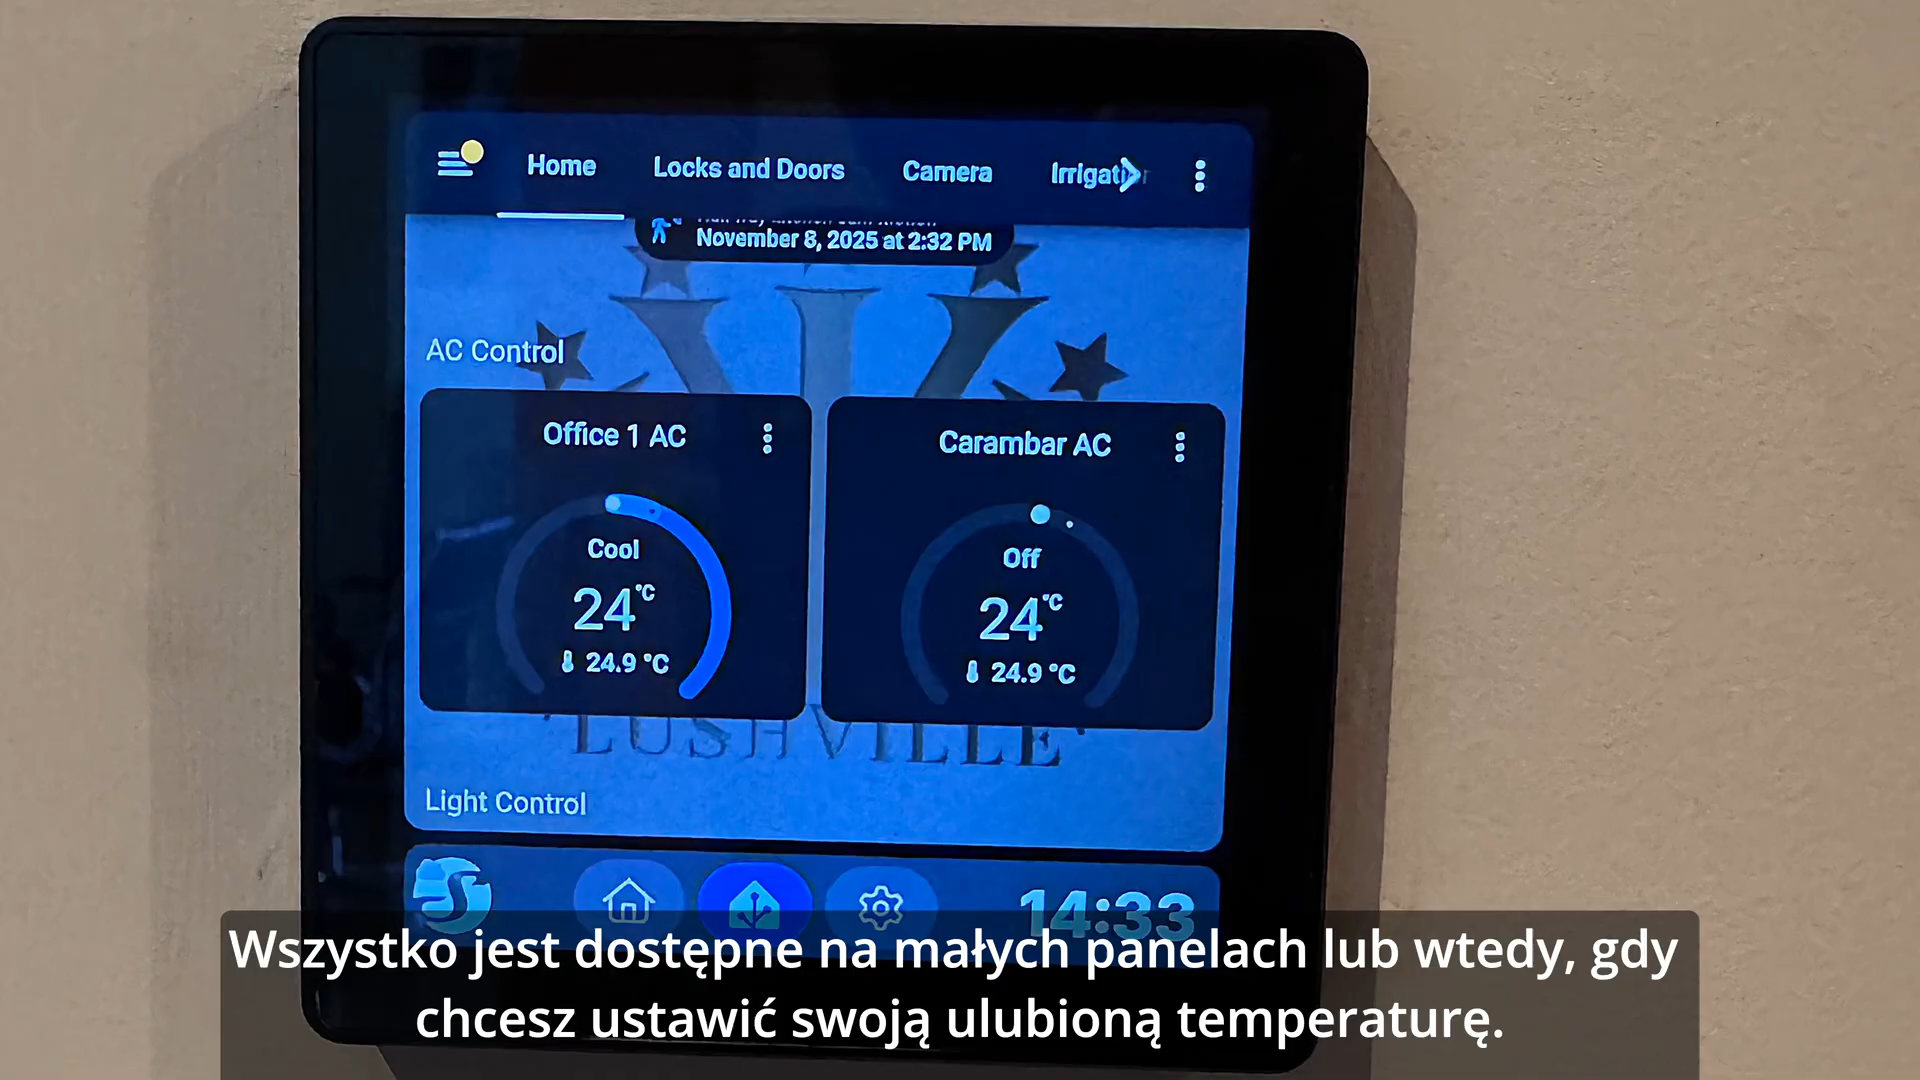 Home
Locks and Doors
Camera
November 8, 2025 at 2:32 PM
AC Control
Office 1 AC
Carambar AC
Cool
Off
24°C
24°C
24.9 °C
24.9 °C
LUSHVILLE
Light Control
14:33
Wszystko jest dostępne na małych panelach lub wtedy, gdy
chcesz ustawić swoją ulubioną temperaturę.